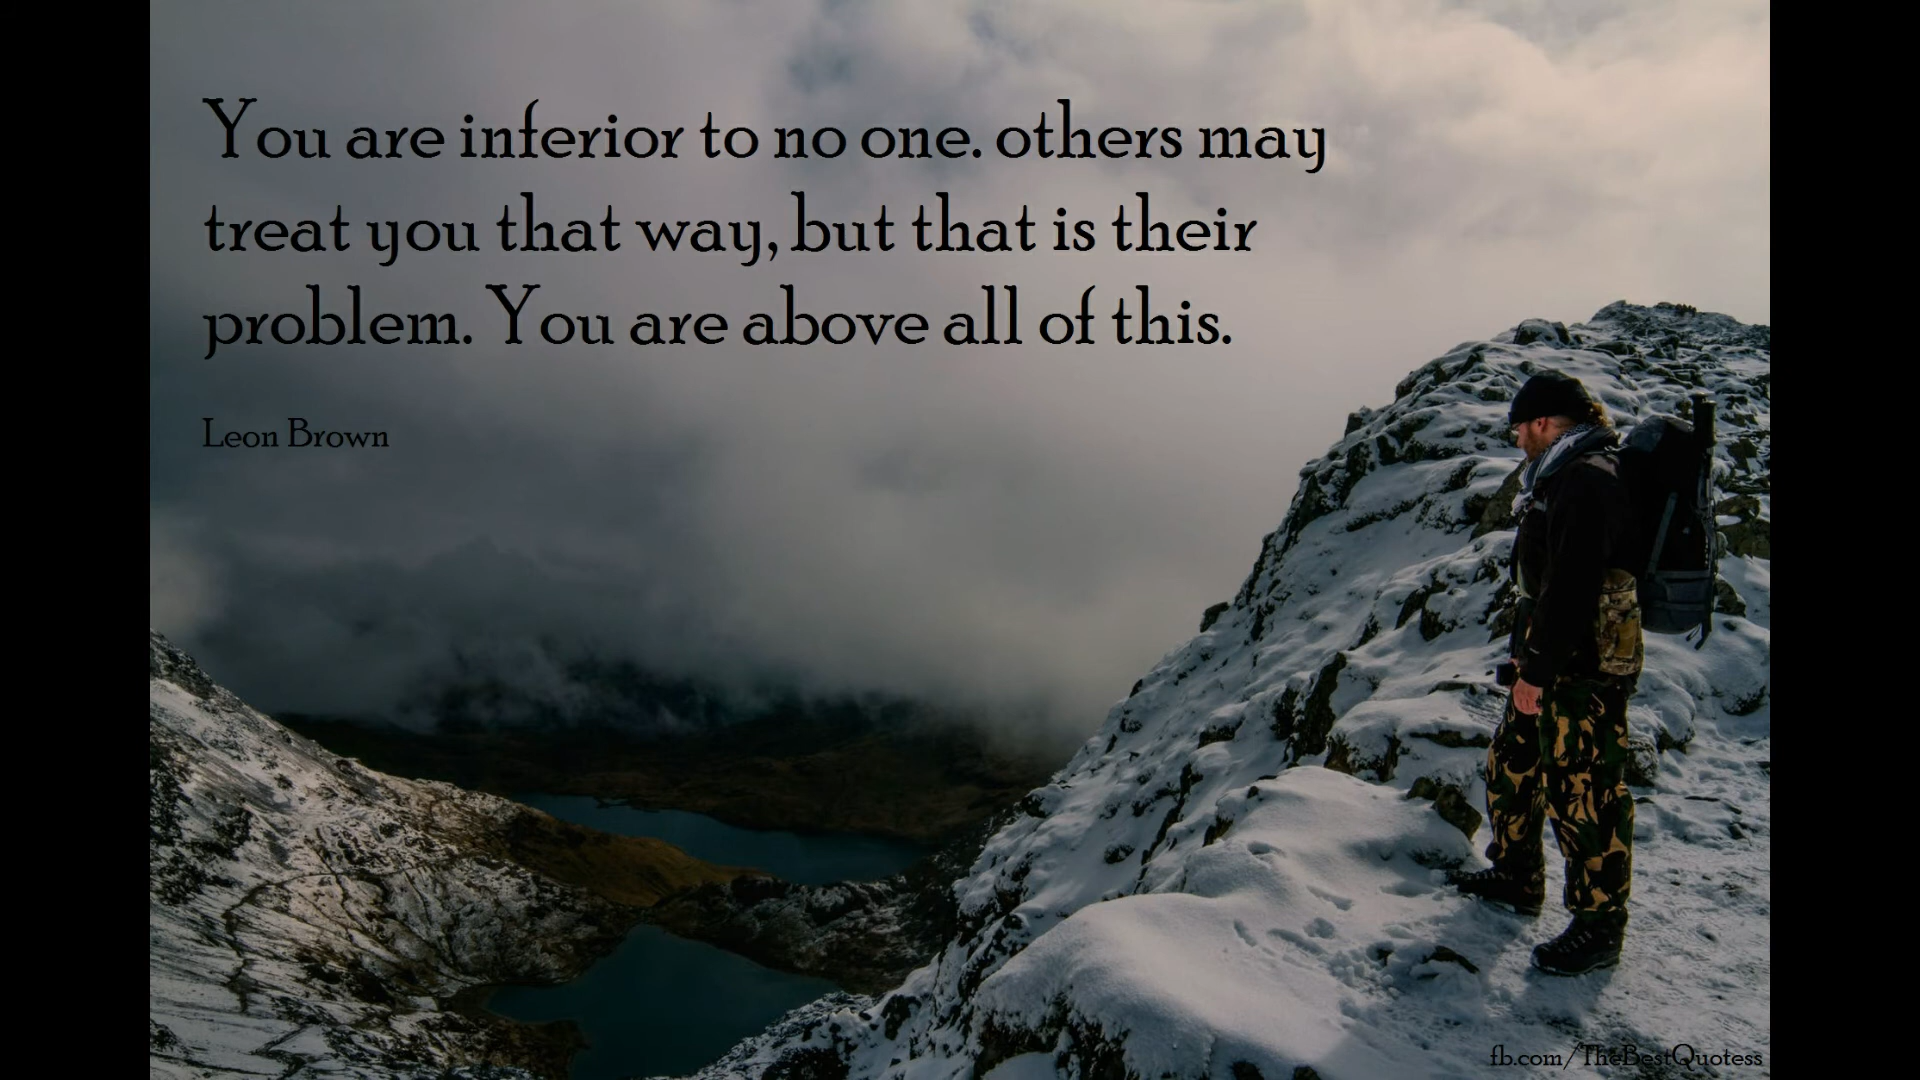 You are inferior to no one. others may
treat you that way, but that is their
problem. You are above all of this.
Leon Brown
fb.com/TheBestQuotess